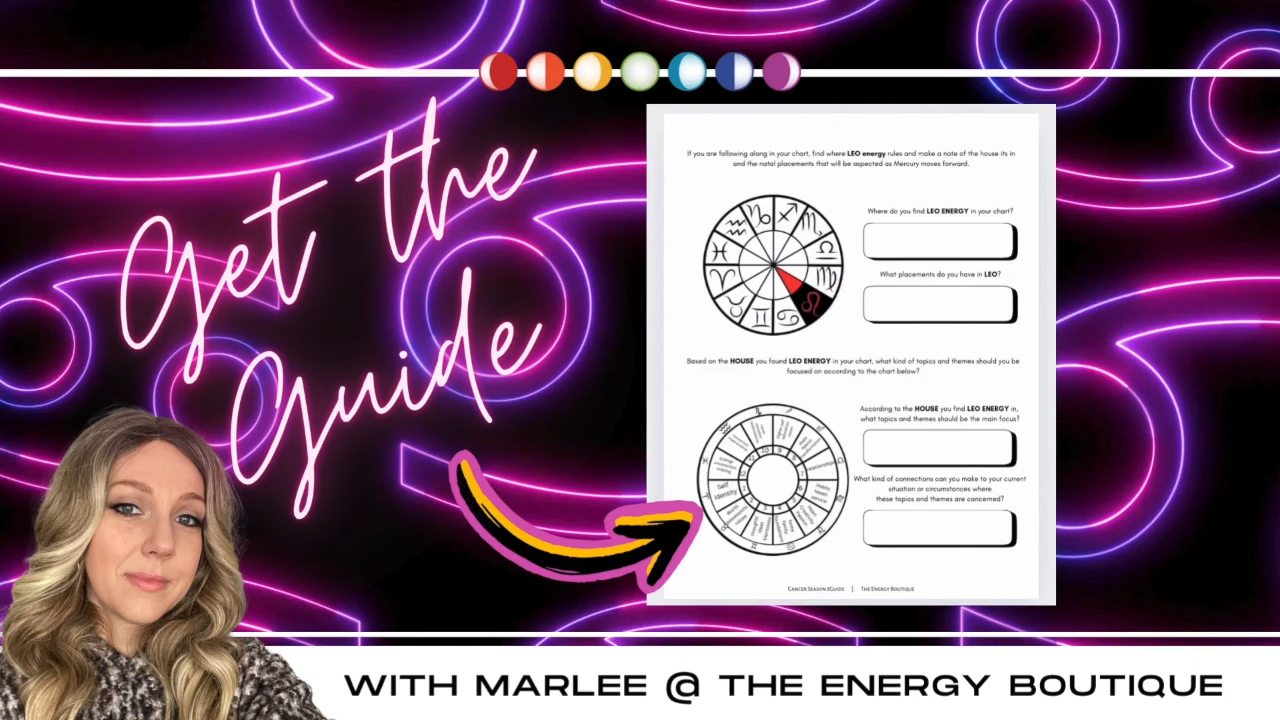 Get the
Guide
If you are following along in your chart, find where LEO energy rules and make a note of the house its in
and the natal placements that will be aspected as Mercury moves forward.
Where do you find LEO ENERGY in your chart?
What placements do you have in LEO?
Based on the HOUSE you found LEO ENERGY in your chart, what kind of topics and themes should you be
focused on according to the chart below?
According to the HOUSE you find LEO ENERGY in,
what topics and themes should be the main focus?
Self
Identity
What kind of connections can you make to your current
situation or circumstances where
these topics and themes are concerned?
CANCER SEASON I/GUIDE | THE ENERGY BOUTIQUE
WITH MARLEE @ THE ENERGY BOUTIQUE